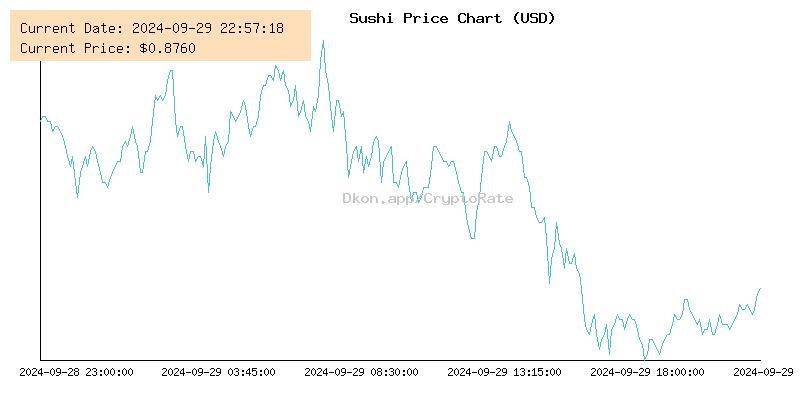 Sushi Price Chart (USD)
Current Date: 2024-09-29 22:57:18
Current Price: $0.8760
Dkon.app/CryptoRate
2024-09-28 23:00:00 2024-09-29 03:45:00 2024-09-29 08:30:00 2024-09-29 13:15:00 2024-09-29 18:00:00 2024-09-29